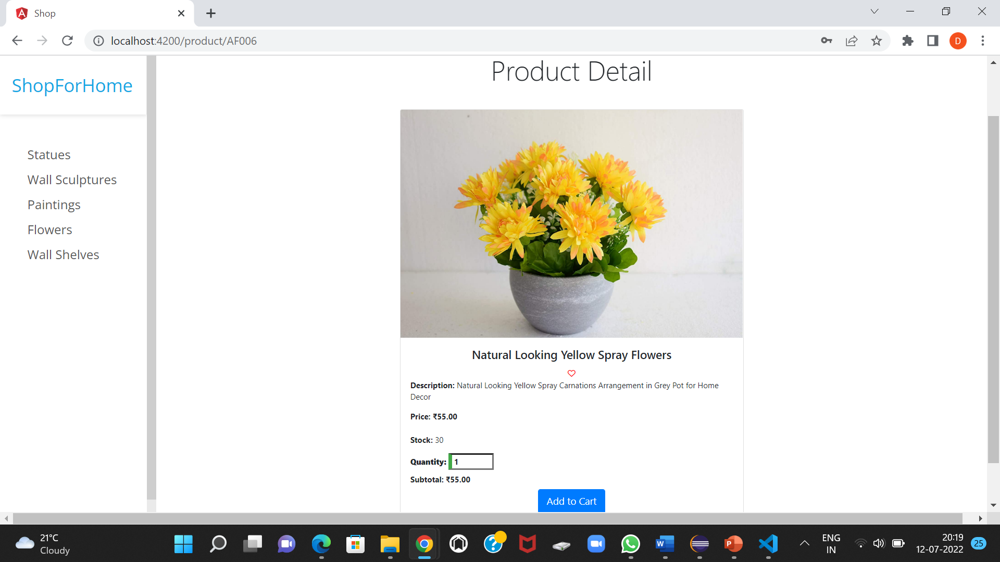 Shop
localhost:4200/product/AF006
D
ShopForHome
Statues
Wall Sculptures
Paintings
Flowers
Wall Shelves
Product Detail
Natural Looking Yellow Spray Flowers
Description: Natural Looking Yellow Spray Carnations Arrangement in Grey Pot for Home
Decor
Price: ₹55.00
Stock: 30
Quantity: 1
Subtotal: ₹55.00
Add to Cart
21°C
Cloudy
ENG
IN
20:19
12-07-2022
25